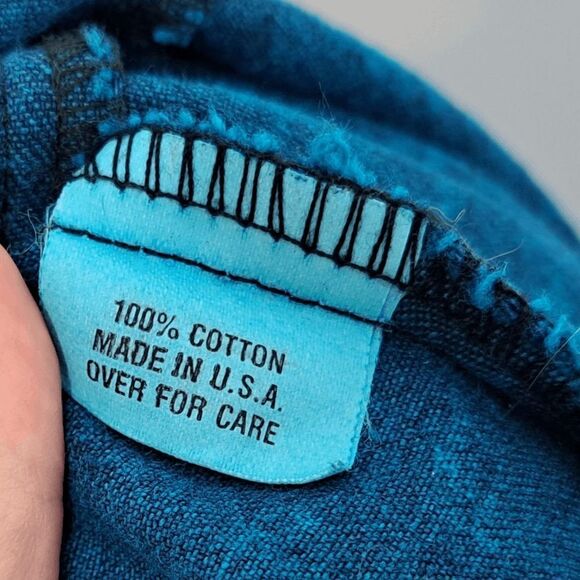 100% COTTON
MADE IN U.S.A.
OVER FOR CARE